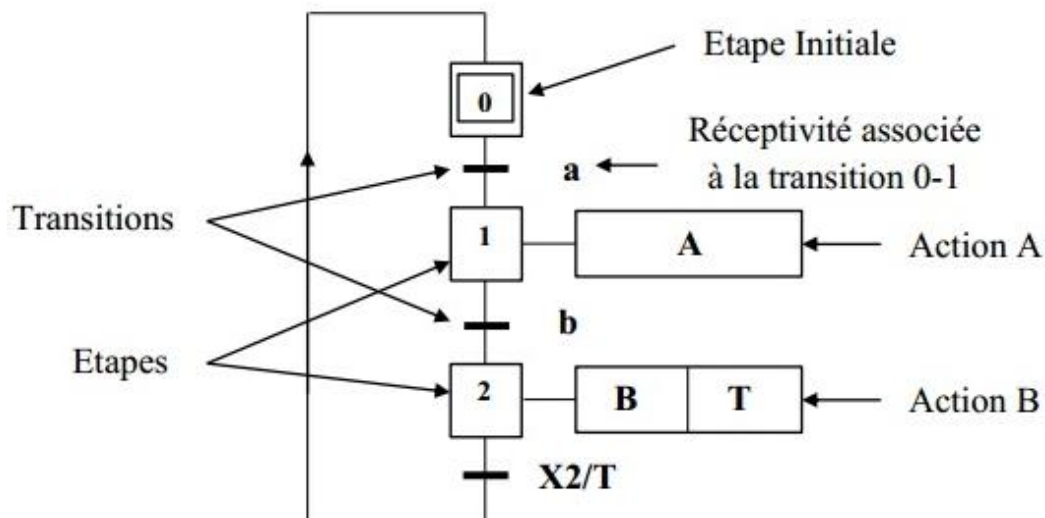 Etape Initiale
0
Réceptivité associée
à la transition 0-1
a
Transitions
1
A
Action A
b
Etapes
2
B
T
Action B
X2/T